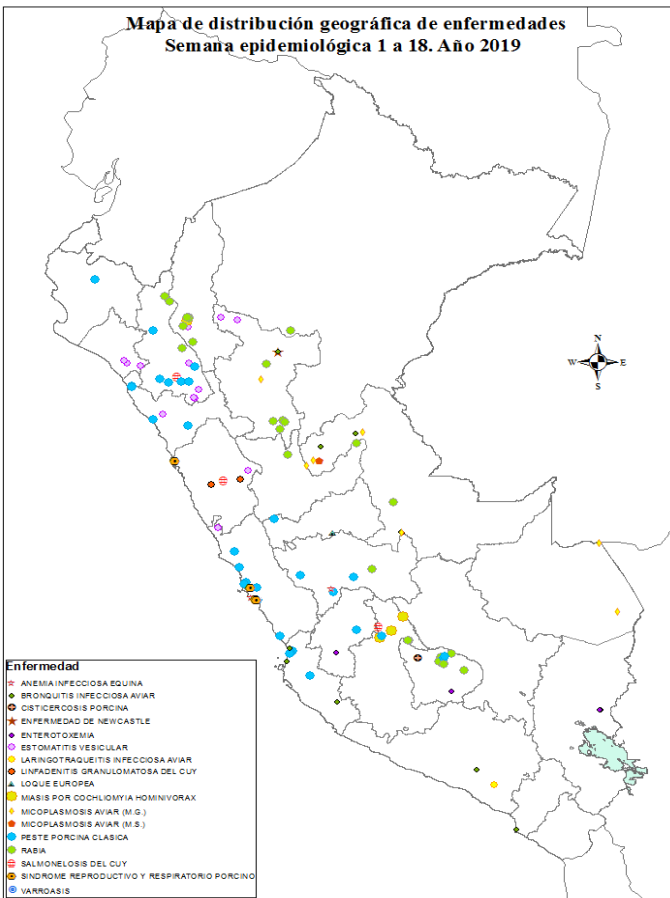 Mapa de distribución geográfica de enfermedades
Semana epidemiológica 1 a 18. Año 2019
N
W E
S
Enfermedad
ANEMIA INFECCIOSA EQUINA
BRONQUITIS INFECCIOSA AVIAR
CISTICERCOSIS PORCINA
ENFERMEDAD DE NEWCASTLE
ENTEROTOXEMIA
ESTOMATITIS VESICULAR
LARINGOTRAQUEITIS INFECCIOSA AVIAR
LINFADENITIS GRANULOMATOSA DEL CUY
LOQUE EUROPEA
MIASIS POR COCHLIOMYIA HOMINIVORAX
MICOPLASMOSIS AVIAR (M.G.)
MICOPLASMOSIS AVIAR (M.S.)
PESTE PORCINA CLASICA
RABIA
SALMONELOSIS DEL CUY
SINDROME REPRODUCTIVO Y RESPIRATORIO PORCINO
VARROASIS